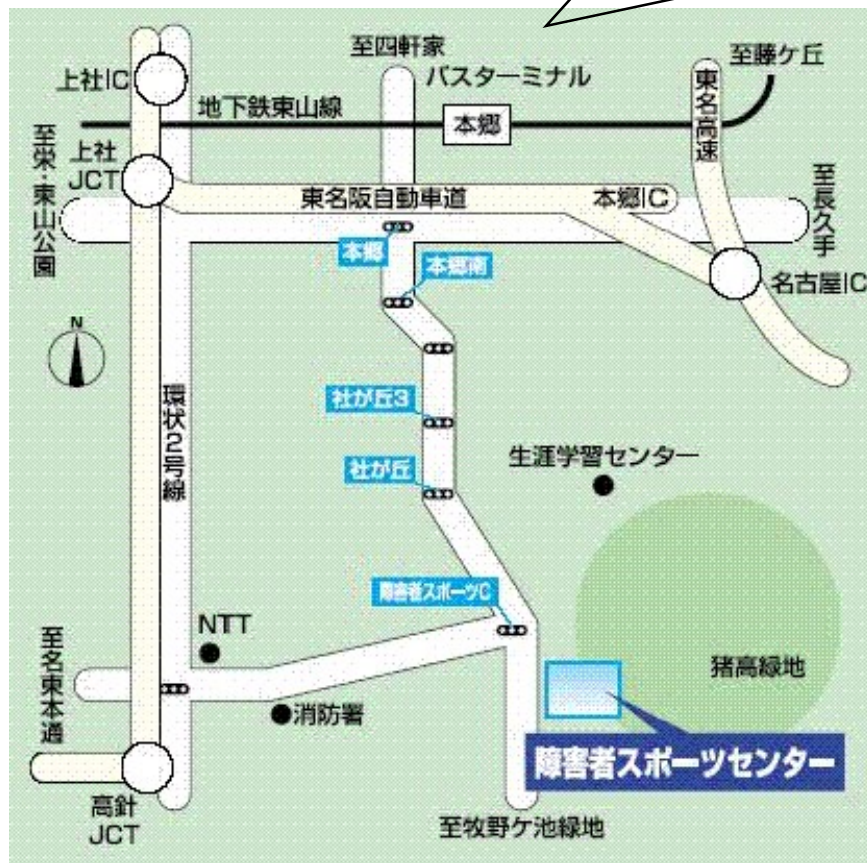 至四軒家
バスターミナル
至藤ケ丘
上社IC
地下鉄東山線
本郷
東名高速
至栄・東山公園
上社
JCT
東名阪自動車道
本郷IC
至長久手
本郷
本郷南
名古屋IC
N
環状2号線
社が丘3
社が丘
生涯学習センター
障害者スポーツC
NTT
至名東本通
猪高緑地
消防署
障害者スポーツセンター
高針
JCT
至牧野ケ池緑地